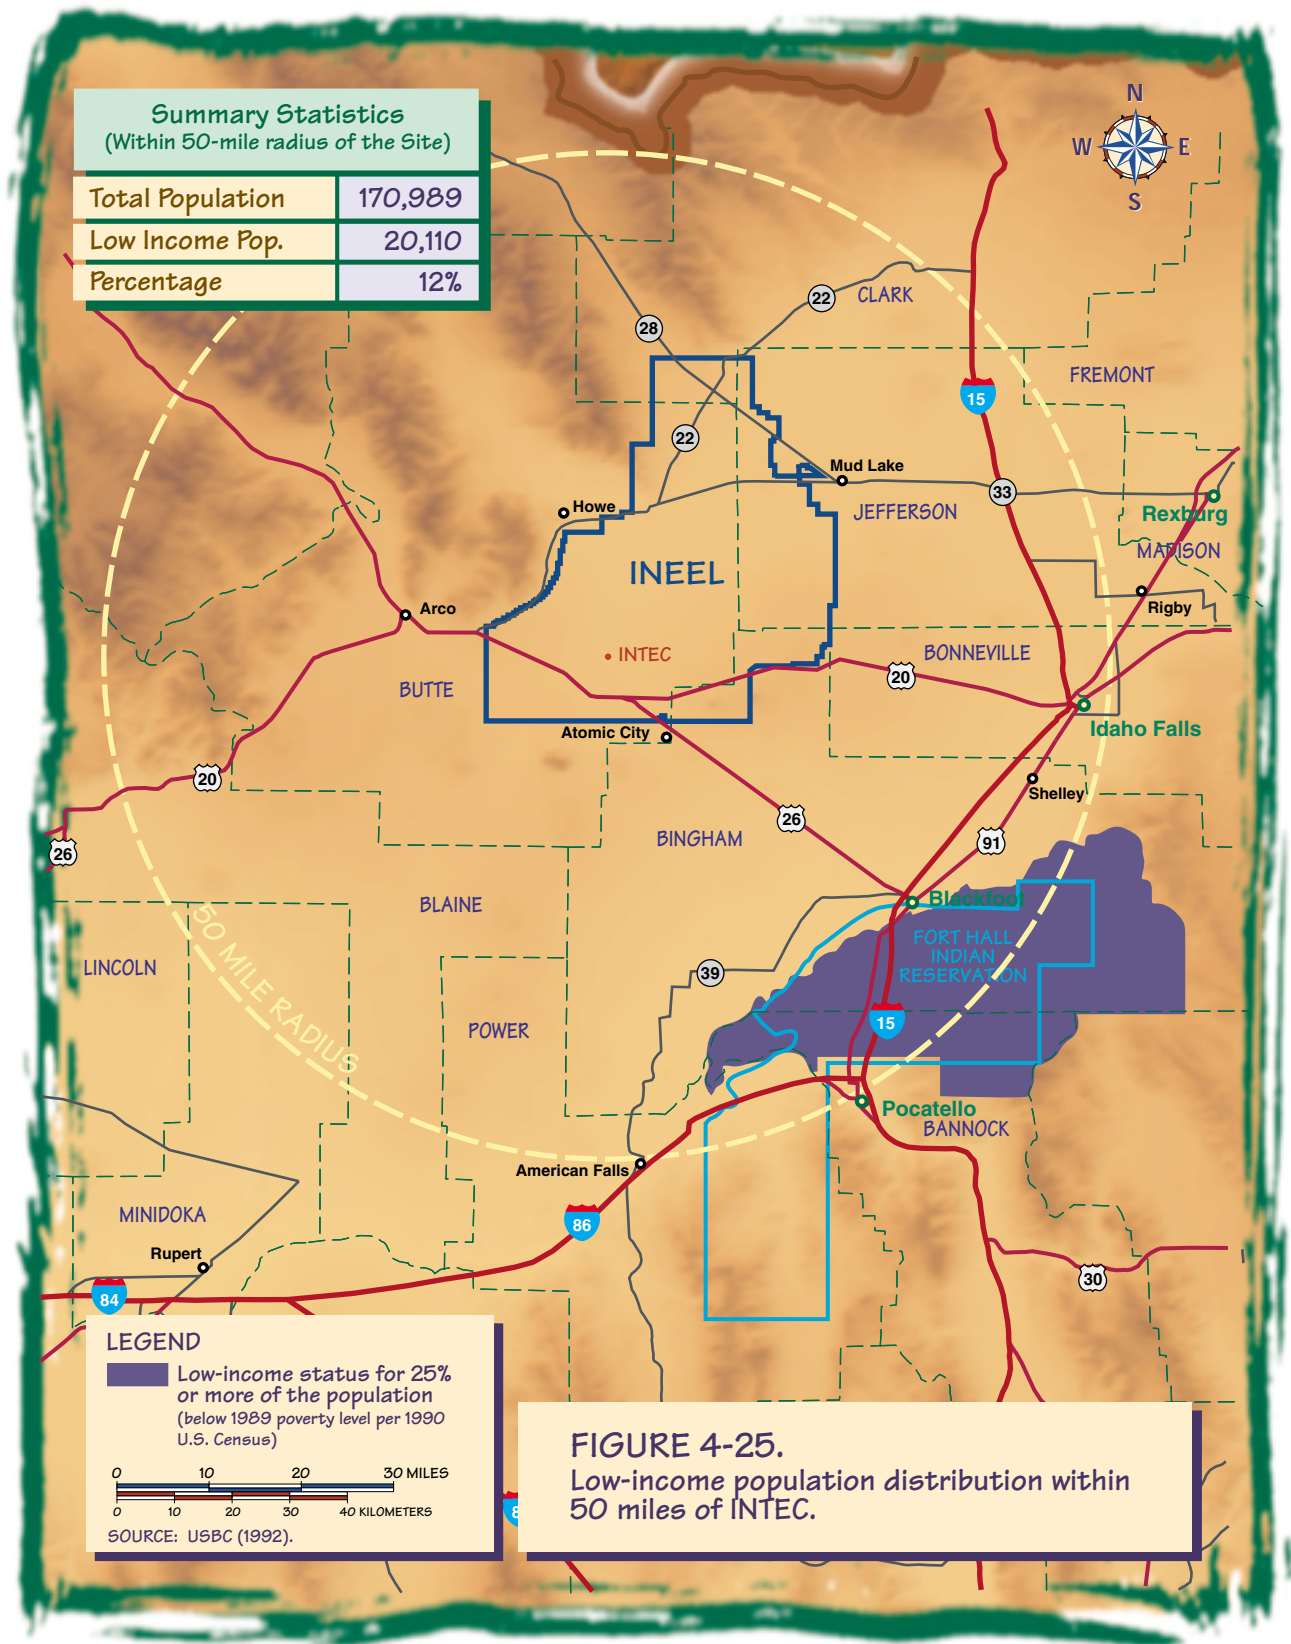 Summary Statistics
(Within 50-mile radius of the Site)
Total Population 170,989
Low Income Pop. 20,110
Percentage 12%
N
W E
S
22
CLARK
28
FREMONT
15
22
Mud Lake
33
Howe
JEFFERSON
Rexburg
MADISON
INEEL
Rigby
Arco
INTEC
BONNEVILLE
20
BUTTE
Atomic City
Idaho Falls
20
Shelley
26
BINGHAM
91
26
Blackfoot
BLAINE
FORT HALL
INDIAN
RESERVATION
50 MILE RADIUS
LINCOLN
39
POWER
15
Pocatello
BANNOCK
American Falls
MINIDOKA
86
Rupert
30
84
LEGEND
Low-income status for 25%
or more of the population
(below 1989 poverty level per 1990
U.S. Census)
0 10 20 30 MILES
0 10 20 30 40 KILOMETERS
SOURCE: USBC (1992).
FIGURE 4-25.
Low-income population distribution within
50 miles of INTEC.